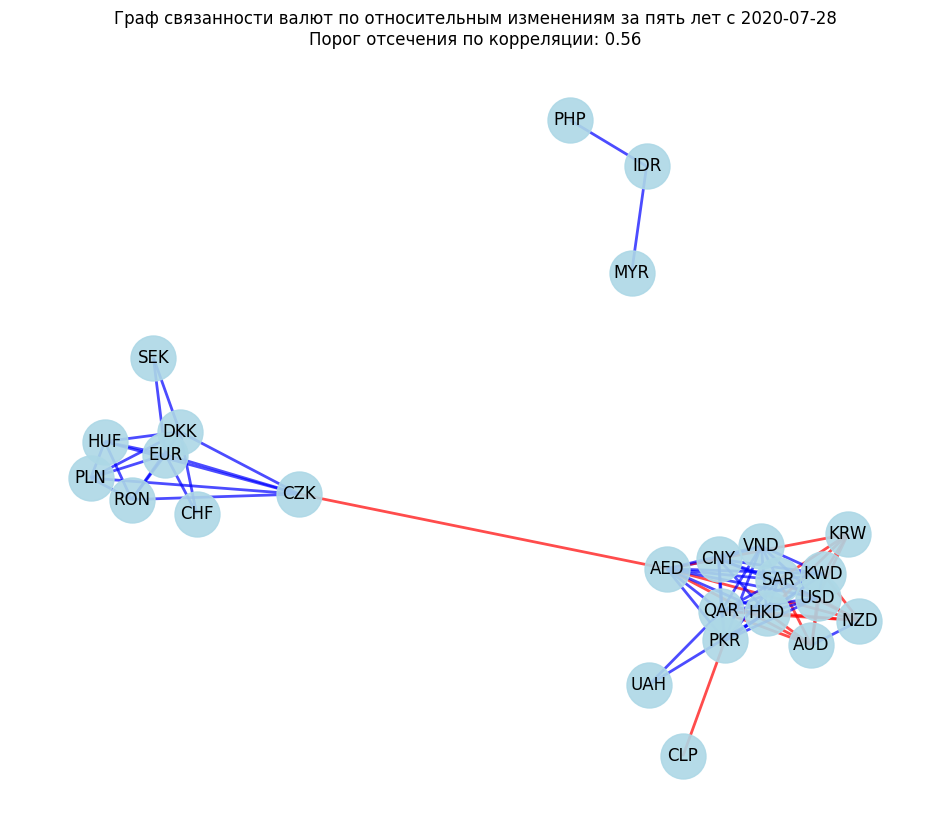 Граф связанности валют по относительным изменениям за пять лет с 2020-07-28
Порог отсечения по корреляции: 0.56
PHP
IDR
MYR
SEK
DKK
HUF
EUR
PLN
RON
CZK
CHF
KRW
VND
CNY
AED
SAR
KWD
USD
QAR
HKD
NZD
PKR
AUD
UAH
CLP